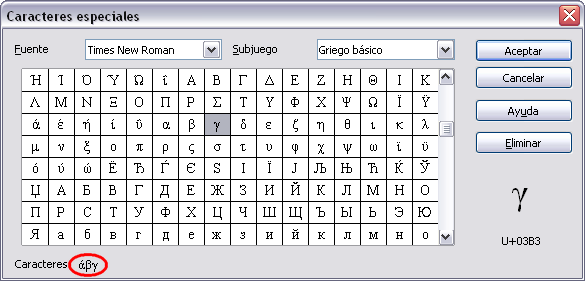 Caracteres especiales
Fuente Times New Roman Subjuego Griego básico
Ή Ί Ό Ύ Ώ ΐ Α Β Γ Δ Ε Ζ Η Θ Ι Κ
Λ Μ Ν Ξ Ο Π Ρ Σ Τ Υ Φ Χ Ψ Ω Ϊ Ϋ
ά έ ή ί ΰ α β γ δ ε ζ η θ ι κ λ
μ ν ξ ο π ρ ς σ τ υ φ χ ψ ω ϊ ϋ
ό ύ ώ Ё Ђ Ѓ Є Ѕ І Ї Ј Љ Њ Ћ Ќ Ў
Џ А Б В Г Д Е Ж З И Й К Л М Н О
П Р С Т У Ф Х Ц Ч Ш Щ Ъ Ы Ь Э Ю
Я а б в г д е ж з и й к л м н о
Caracteres άβγ
Aceptar
Cancelar
Ayuda
Eliminar
γ
U+03B3